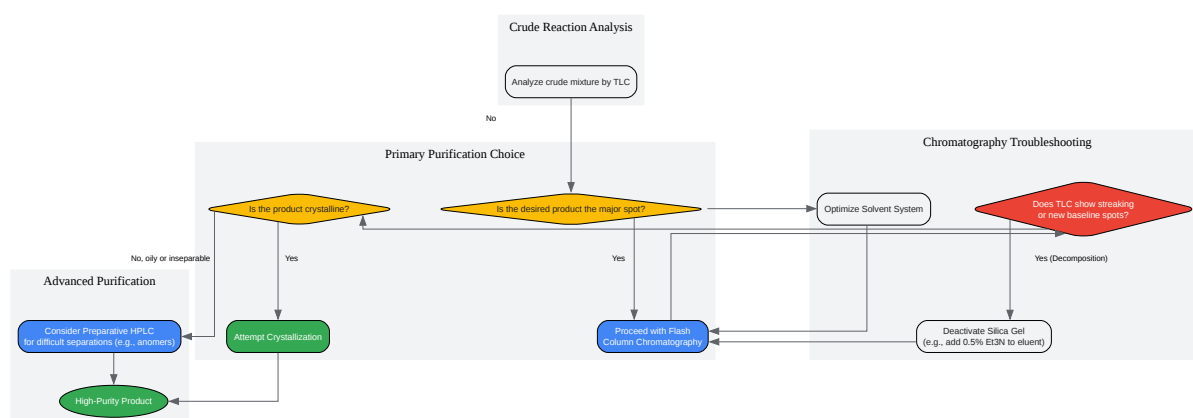 Crude Reaction Analysis
Analyze crude mixture by TLC
No
Primary Purification Choice
Chromatography Troubleshooting
Is the product crystalline?
Is the desired product the major spot?
Optimize Solvent System
Does TLC show streaking
or new baseline spots?
No, oily or inseparable
Yes
Yes
Yes (Decomposition)
Advanced Purification
Consider Preparative HPLC
for difficult separations (e.g., anomers)
Attempt Crystallization
Proceed with Flash
Column Chromatography
Deactivate Silica Gel
(e.g., add 0.5% Et3N to eluent)
High-Purity Product